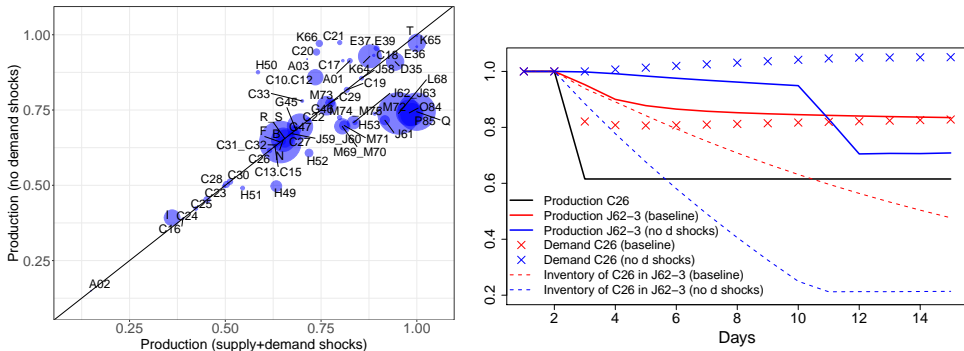 Production (no demand shocks)
1.00
0.75
0.50
0.25
0.25
0.50
0.75
1.00
Production (supply+demand shocks)
T
K65
K66
C21
E37
E39
C20
C18
E36
H50
A03
C17
K64
J58
D35
C10.C12
A01
C19
L68
C33
M73
C29
J62
J63
G45
G46
M74
M75
M72
O84
R
S
C22
H53
P85
Q
F
B
G47
J61
C31_C32
C27
J59_J60
M71
C26
N
H52
M69_M70
C28
C30
C13.C15
C23
H51
H49
C25
I
C24
C16
A02
1.0
0.8
0.6
0.4
0.2
Production C26
Production J62−3 (baseline)
Production J62−3 (no d shocks)
Demand C26 (baseline)
Demand C26 (no d shocks)
Inventory of C26 in J62−3 (baseline)
Inventory of C26 in J62−3 (no d shocks)
2
4
6
8
10
12
14
Days